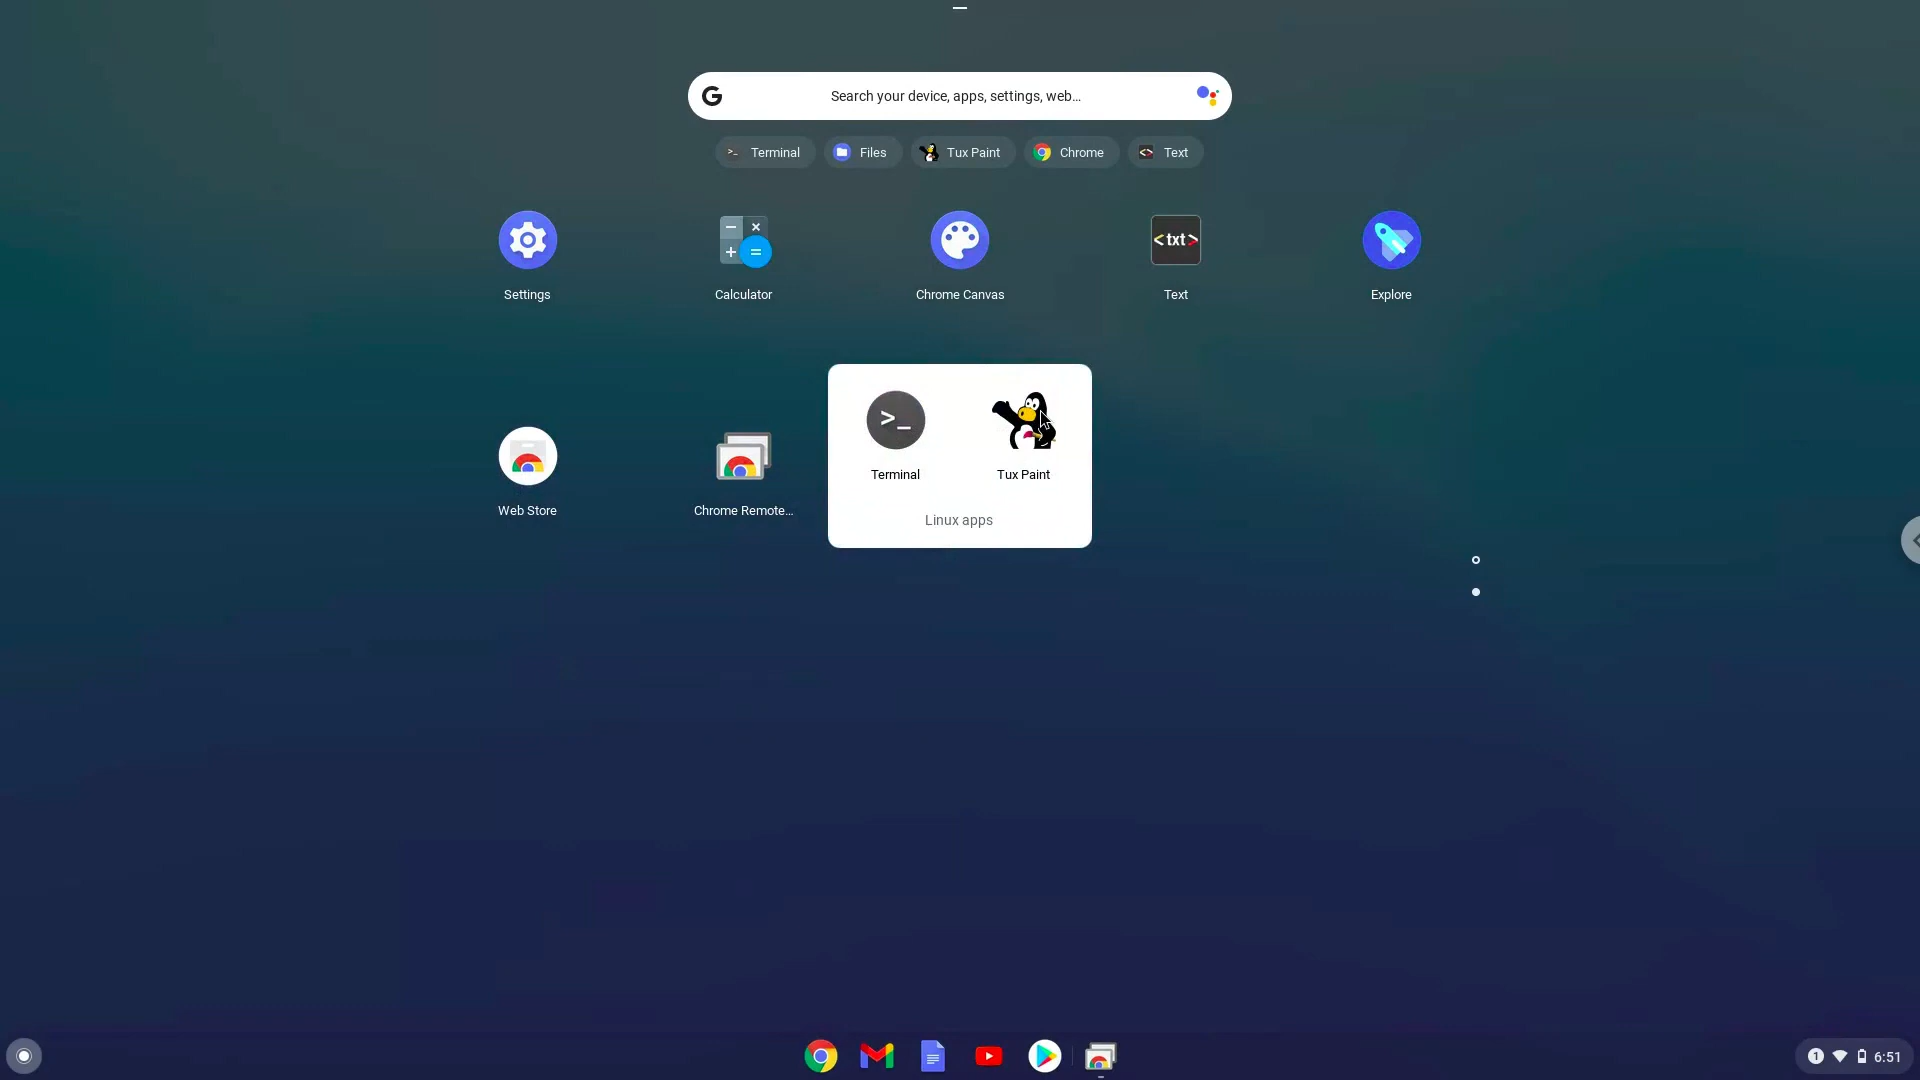 Search your device, apps, settings, web…
Terminal
Files
Tux Paint
Chrome
Text
Settings
Calculator
Chrome Canvas
<txt>
Text
Explore
Web Store
Chrome Remote…
>_
Terminal
Tux Paint
Linux apps
1
6:51